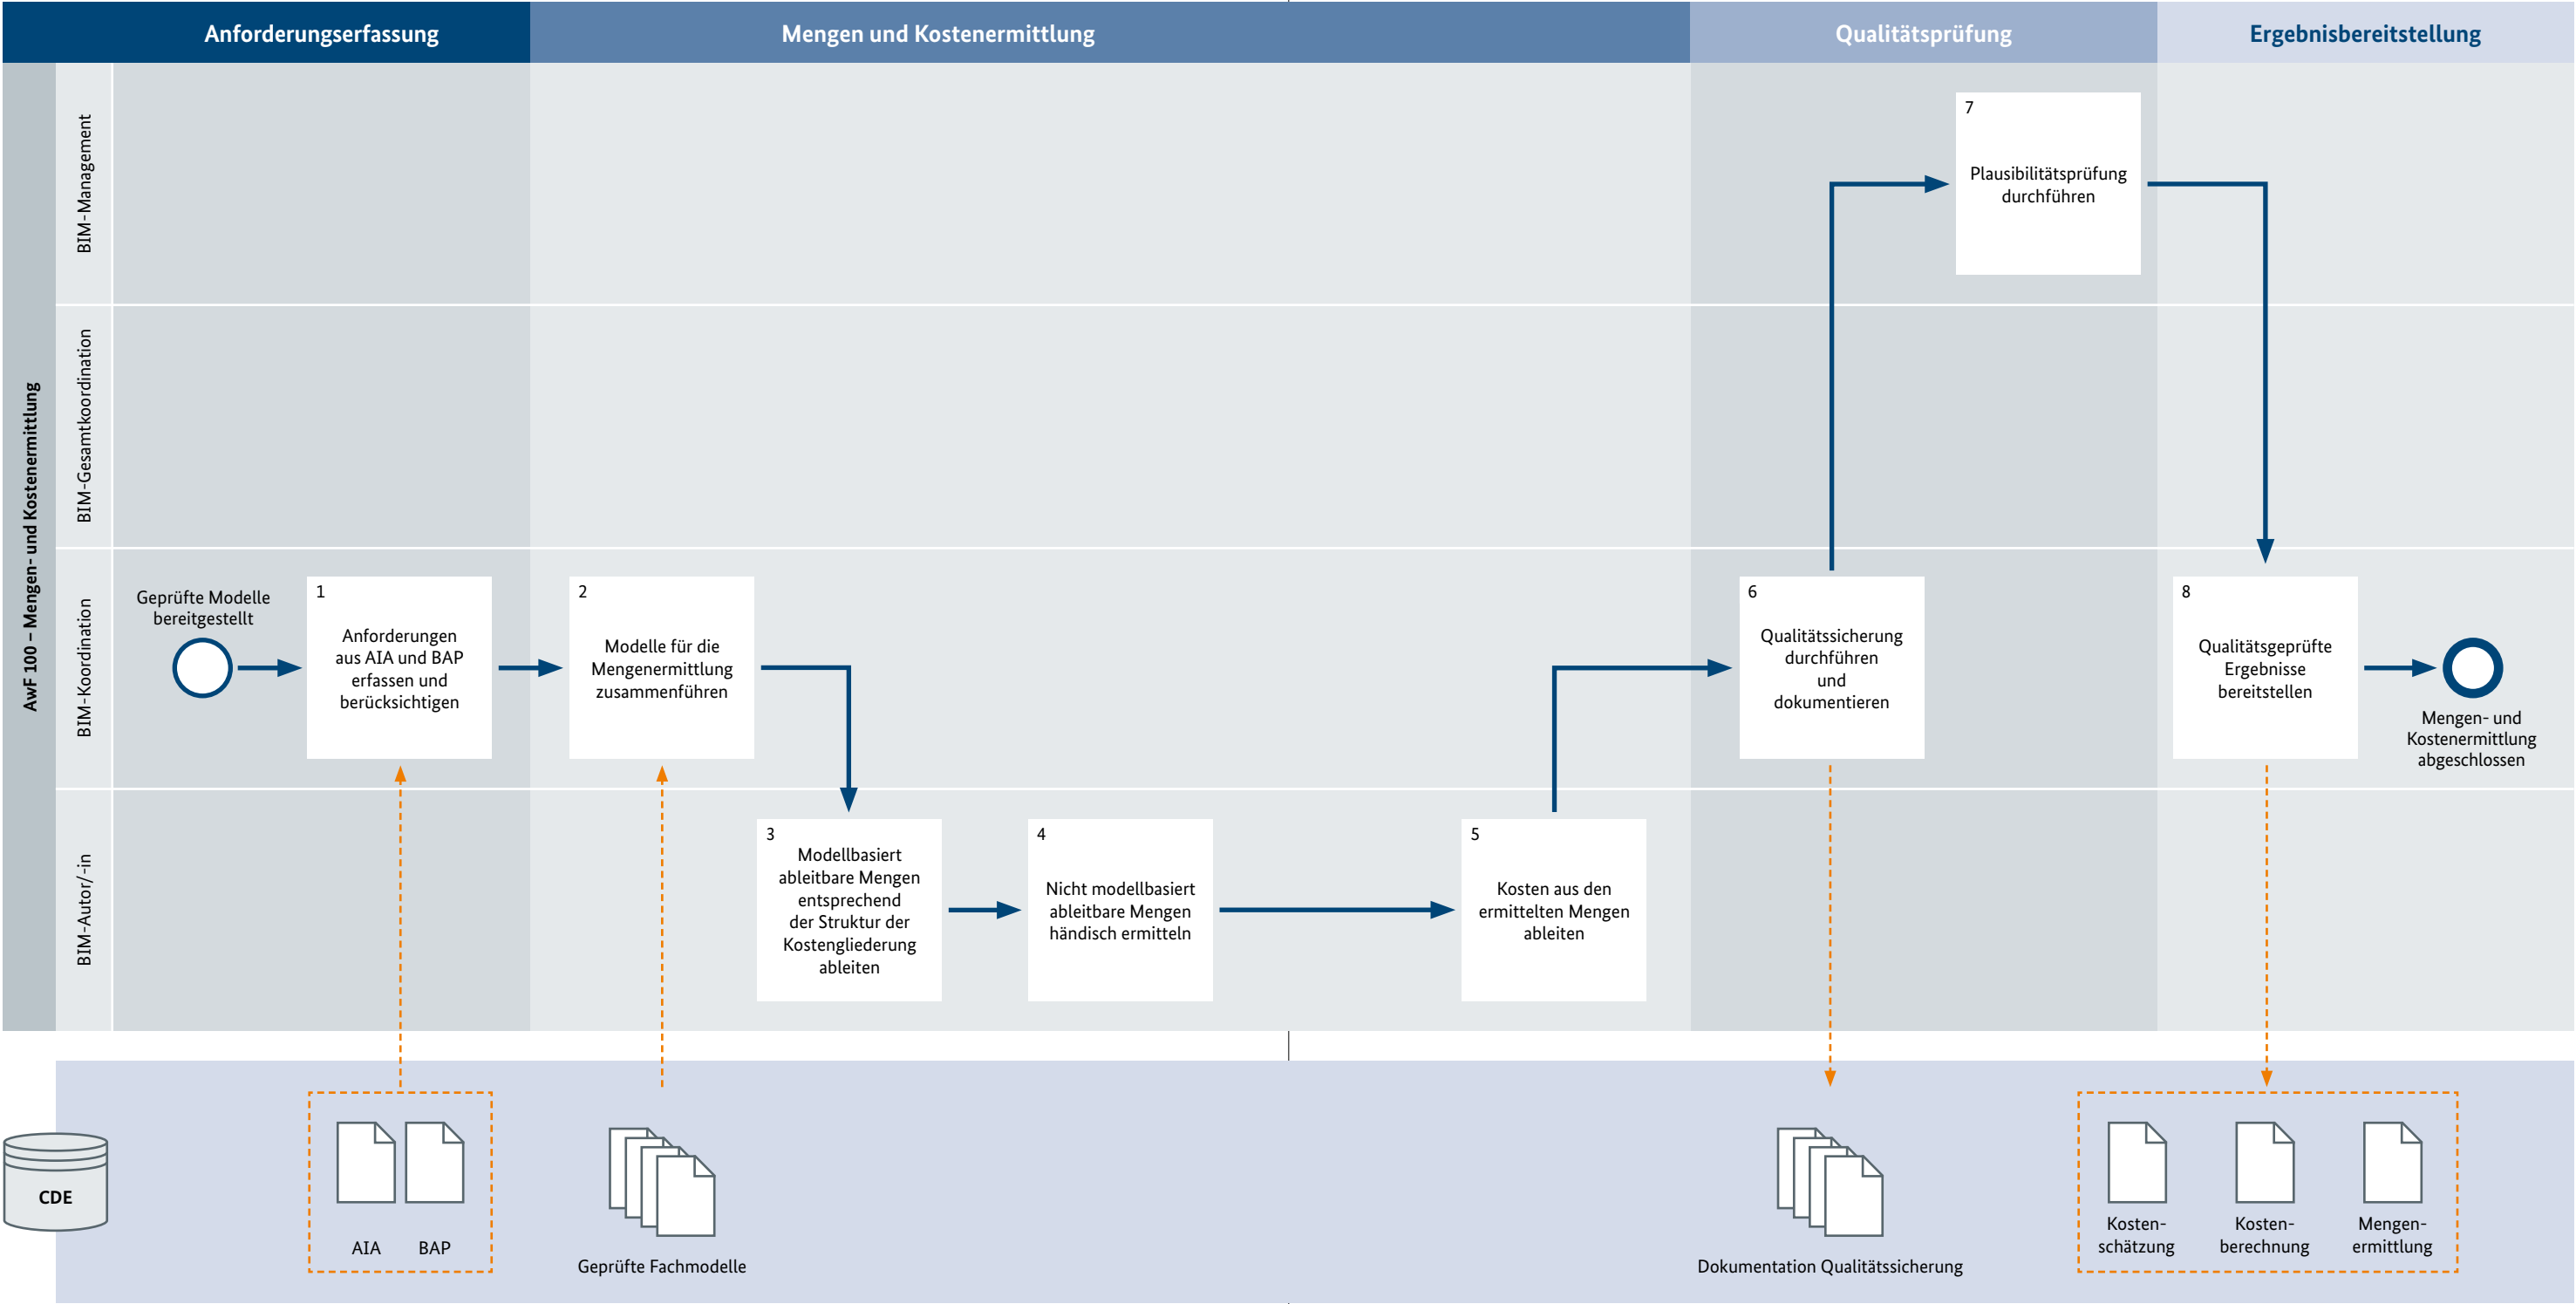 Anforderungserfassung
Mengen und Kostenermittlung
Qualitätsprüfung
Ergebnisbereitstellung
AwF 100 – Mengen- und Kostenermittlung
BIM-Management
7
Plausibilitätsprüfung
durchführen
BIM-Gesamtkoordination
BIM-Koordination
Geprüfte Modelle
bereitgestellt
1
Anforderungen
aus AIA und BAP
erfassen und
berücksichtigen
2
Modelle für die
Mengenermittlung
zusammenführen
6
Qualitätssicherung
durchführen
und
dokumentieren
8
Qualitätsgeprüfte
Ergebnisse
bereitstellen
Mengen- und
Kostenermittlung
abgeschlossen
BIM-Autor/-in
3
Modellbasiert
ableitbare Mengen
entsprechend
der Struktur der
Kostengliederung
ableiten
4
Nicht modellbasiert
ableitbare Mengen
händisch ermitteln
5
Kosten aus den
ermittelten Mengen
ableiten
CDE
AIA
BAP
Geprüfte Fachmodelle
Dokumentation Qualitätssicherung
Kosten-
schätzung
Kosten-
berechnung
Mengen-
ermittlung